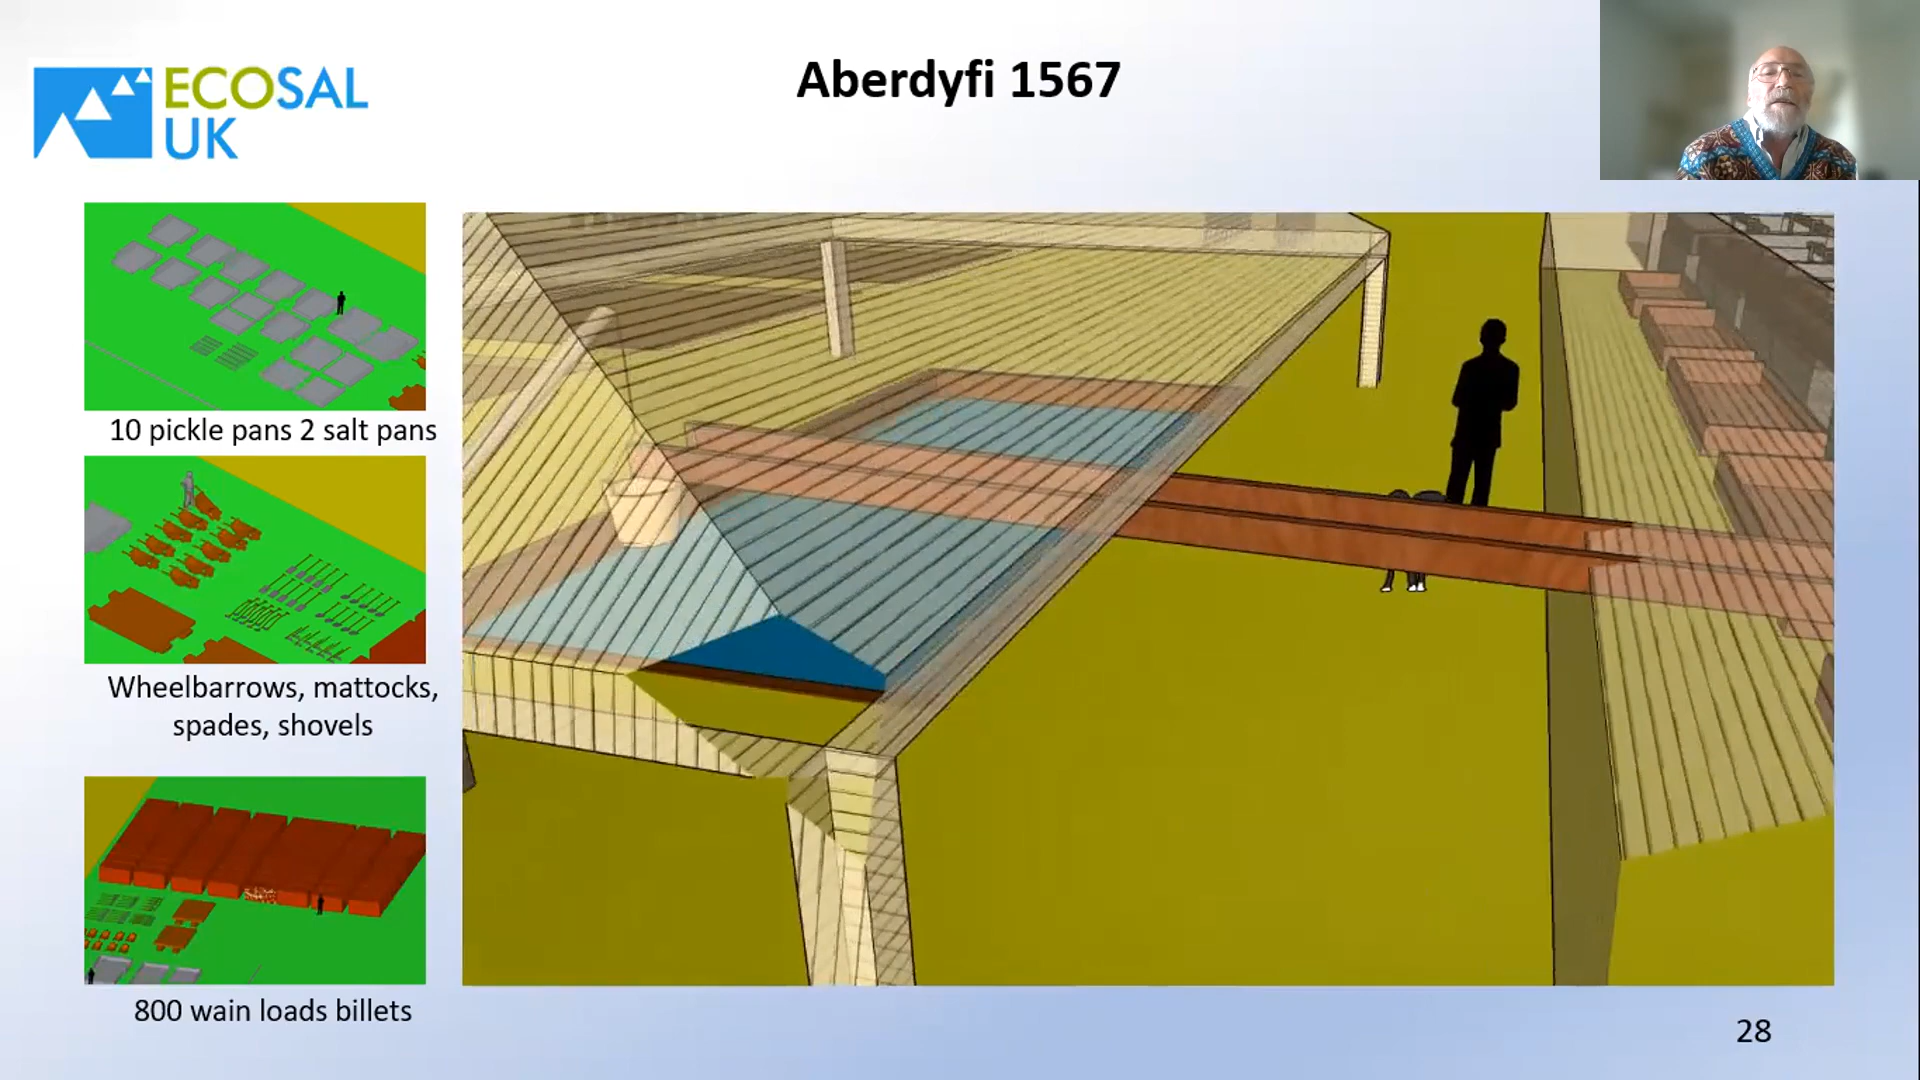 ECOSAL
UK
Aberdyfi 1567
10 pickle pans 2 salt pans
Wheelbarrows, mattocks,
spades, shovels
800 wain loads billets
28